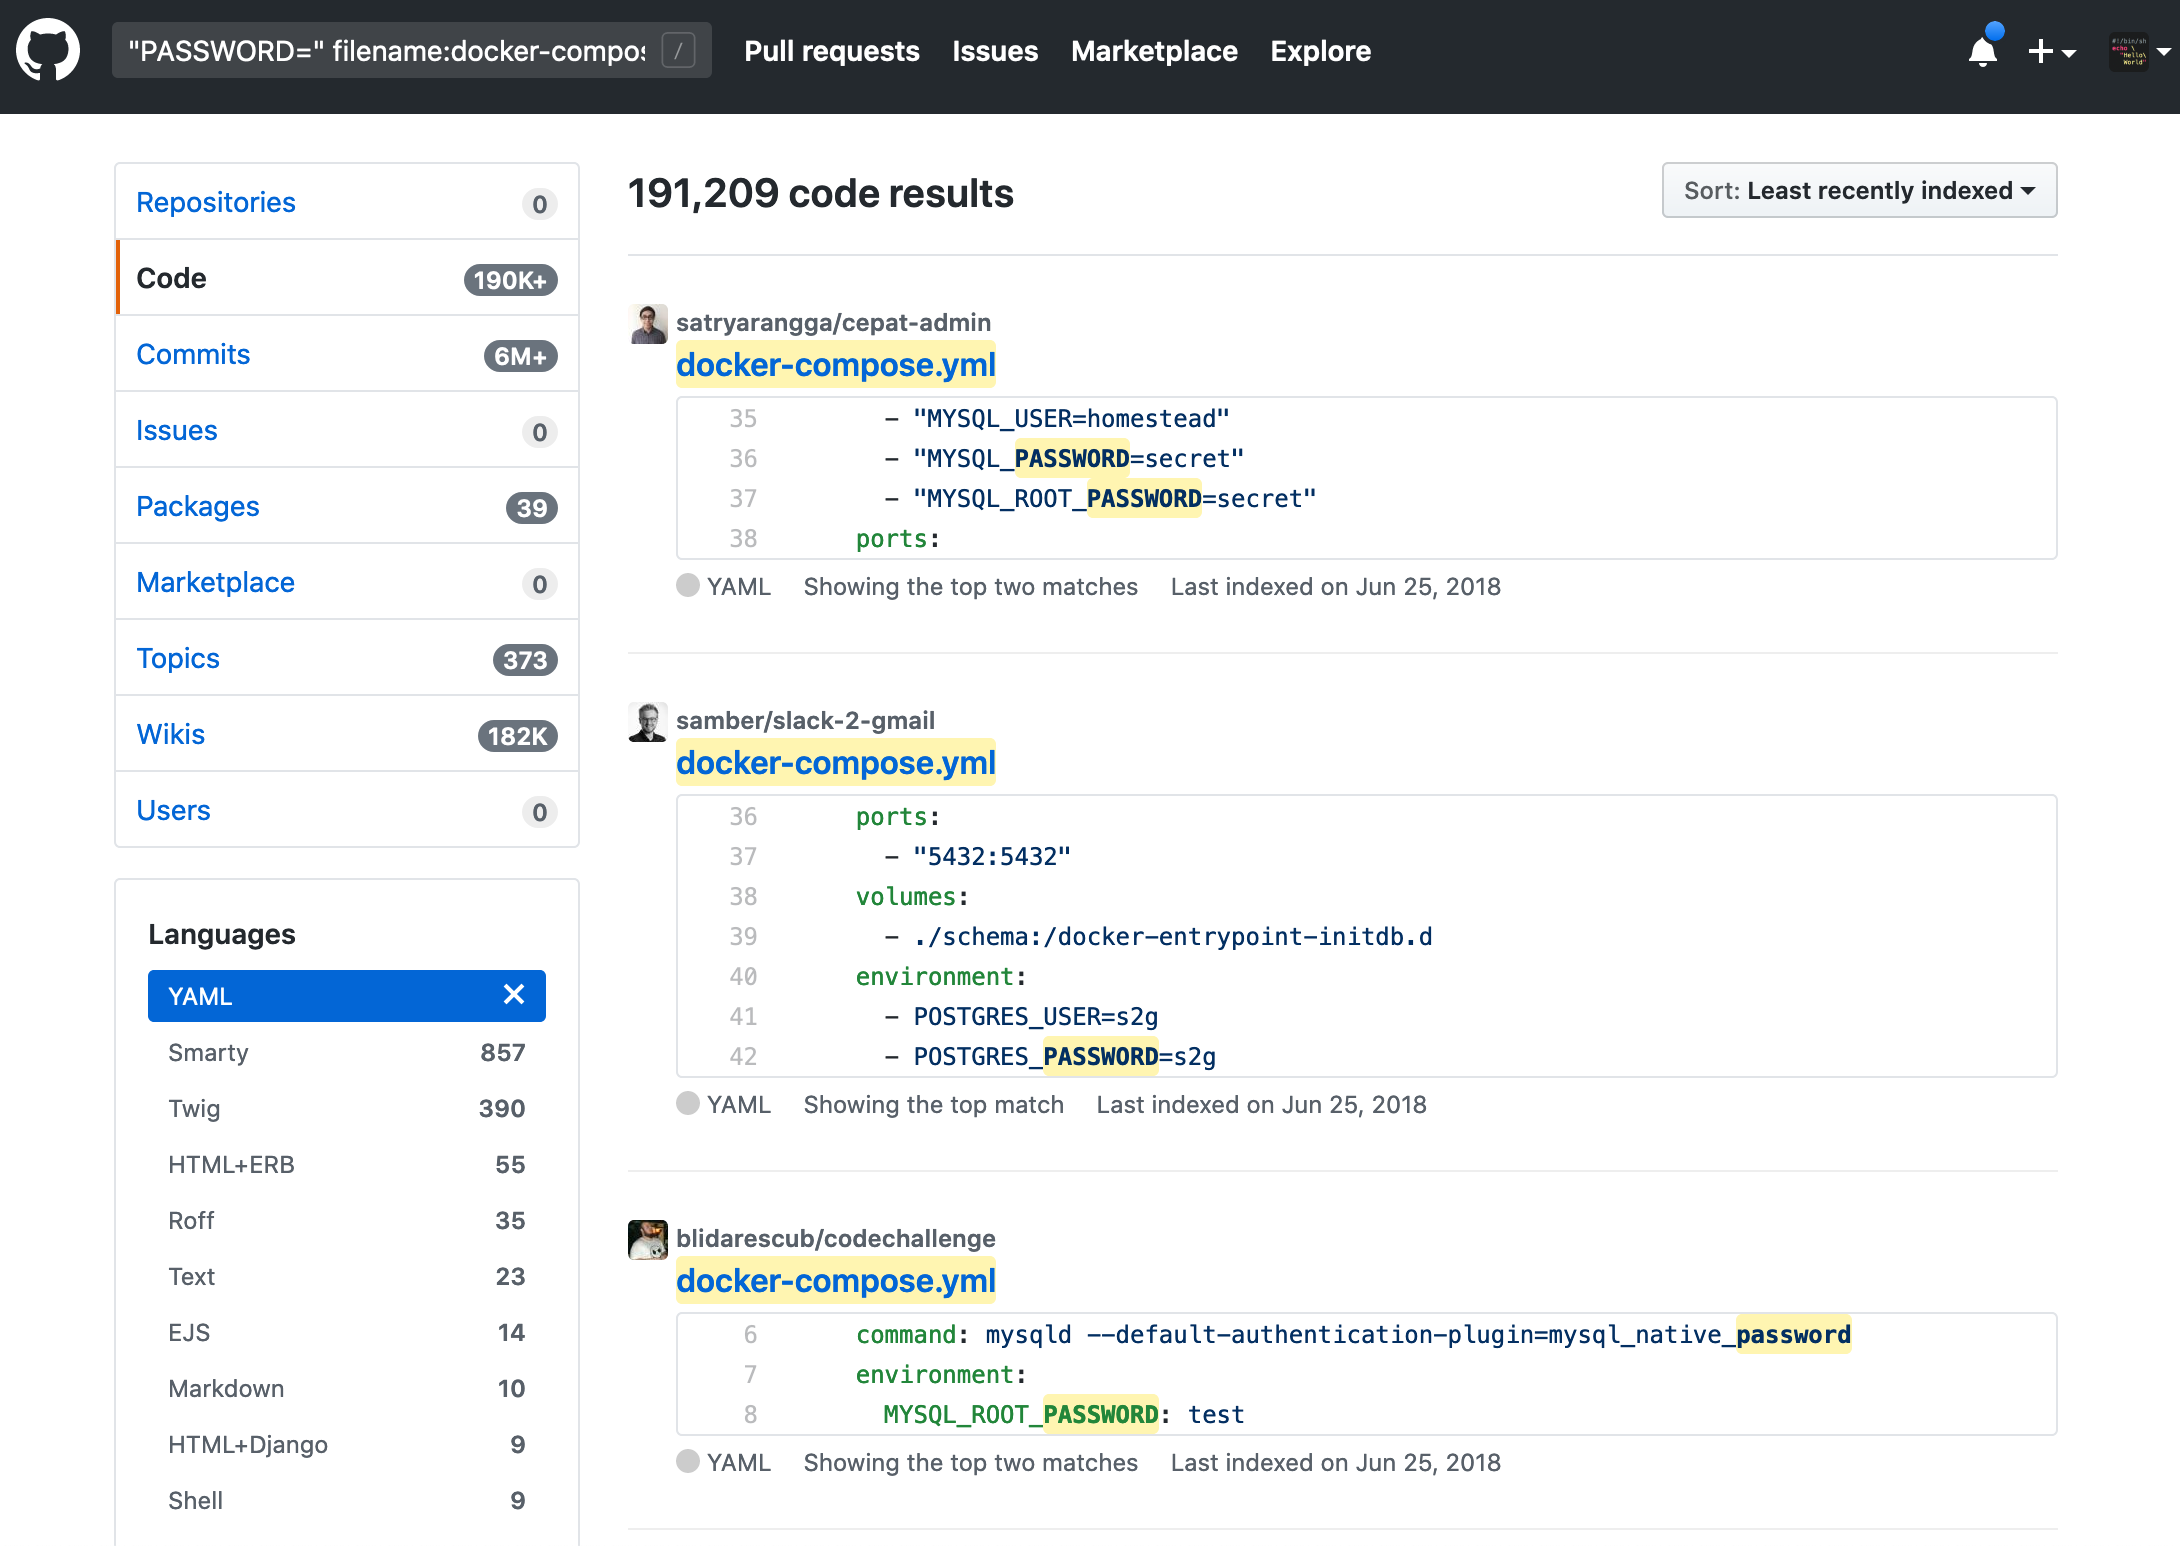 "PASSWORD=" filename:docker-compos /
Pull requests Issues Marketplace Explore
Repositories 0
Code 190K+
Commits 6M+
Issues 0
Packages 39
Marketplace 0
Topics 373
Wikis 182K
Users 0
Languages
YAML
Smarty 857
Twig 390
HTML+ERB 55
Roff 35
Text 23
EJS 14
Markdown 10
HTML+Django 9
Shell 9
191,209 code results
Sort: Least recently indexed
satryarangga/cepat-admin
docker-compose.yml
35 - "MYSQL_USER=homestead"
36 - "MYSQL_PASSWORD=secret"
37 - "MYSQL_ROOT_PASSWORD=secret"
38 ports:
YAML Showing the top two matches Last indexed on Jun 25, 2018
samber/slack-2-gmail
docker-compose.yml
36 ports:
37 - "5432:5432"
38 volumes:
39 - ./schema:/docker-entrypoint-initdb.d
40 environment:
41 - POSTGRES_USER=s2g
42 - POSTGRES_PASSWORD=s2g
YAML Showing the top match Last indexed on Jun 25, 2018
blidarescub/codechallenge
docker-compose.yml
6 command: mysqld --default-authentication-plugin=mysql_native_password
7 environment:
8 MYSQL_ROOT_PASSWORD: test
YAML Showing the top two matches Last indexed on Jun 25, 2018